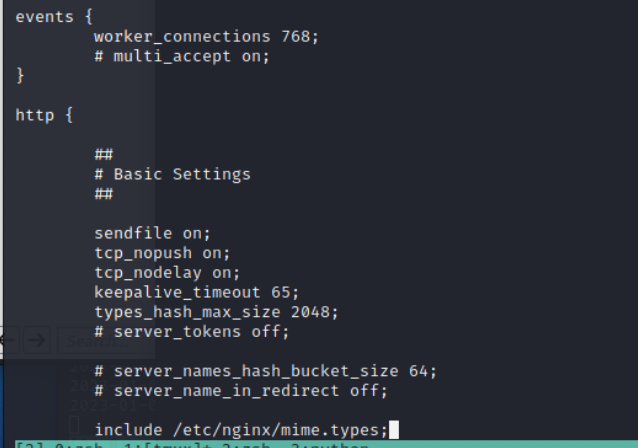 events {
worker_connections 768;
# multi_accept on;
}
http {
##
# Basic Settings
##
sendfile on;
tcp_nopush on;
tcp_nodelay on;
keepalive_timeout 65;
types_hash_max_size 2048;
# server_tokens off;
# server_names_hash_bucket_size 64;
# server_name_in_redirect off;
include /etc/nginx/mime.types;